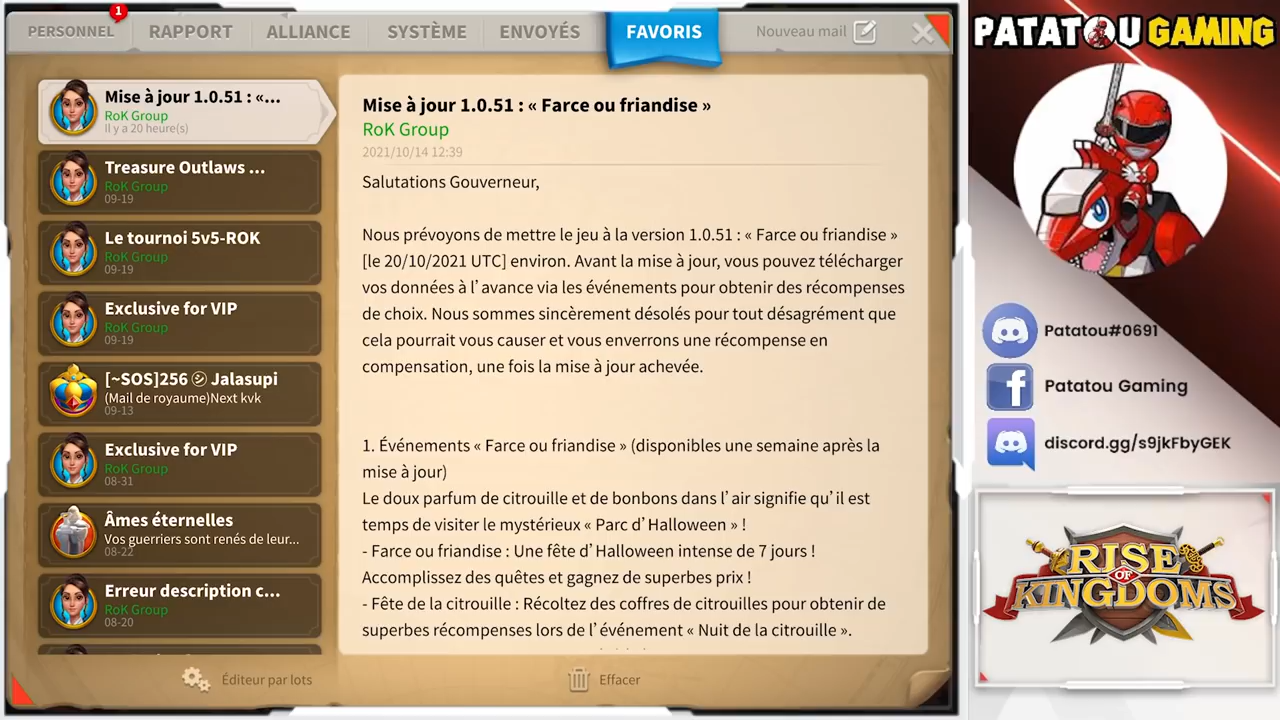 PERSONNEL
1
RAPPORT
ALLIANCE
SYSTÈME
ENVOYÉS
FAVORIS
Nouveau mail
Mise à jour 1.0.51 : «...
RoK Group
Il y a 20 heure(s)
Treasure Outlaws ...
RoK Group
09-19
Le tournoi 5v5-ROK
RoK Group
09-19
Exclusive for VIP
RoK Group
09-19
[~SOS]256 Jalasupi
(Mail de royaume)Next kvk
09-13
Exclusive for VIP
RoK Group
08-31
Âmes éternelles
Vos guerriers sont renés de leur...
08-22
Erreur description c...
RoK Group
08-20
Éditeur par lots
Mise à jour 1.0.51 : « Farce ou friandise »
RoK Group
2021/10/14 12:39
Salutations Gouverneur,
Nous prévoyons de mettre le jeu à la version 1.0.51 : « Farce ou friandise »
[le 20/10/2021 UTC] environ. Avant la mise à jour, vous pouvez télécharger
vos données à l'avance via les événements pour obtenir des récompenses
de choix. Nous sommes sincèrement désolés pour tout désagrément que
cela pourrait vous causer et vous enverrons une récompense en
compensation, une fois la mise à jour achevée.
1. Événements « Farce ou friandise » (disponibles une semaine après la
mise à jour)
Le doux parfum de citrouille et de bonbons dans l'air signifie qu'il est
temps de visiter le mystérieux « Parc d'Halloween » !
- Farce ou friandise : Une fête d'Halloween intense de 7 jours !
Accomplissez des quêtes et gagnez de superbes prix !
- Fête de la citrouille : Récoltez des coffres de citrouilles pour obtenir de
superbes récompenses lors de l'événement « Nuit de la citrouille ».
Effacer
PATATOU GAMING
Patatou#0691
Patatou Gaming
discord.gg/s9jkFbyGEK
RISE
OF
KINGDOMS